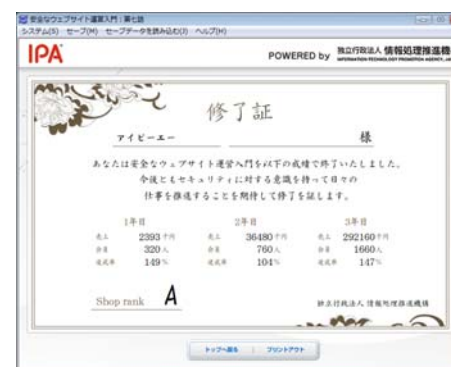 安全なウェブサイト運営入門：第七話
システム(S) セーブ(M) セーブデータを読み込む(J) ヘルプ(H)
IPA
POWERED by 独立行政法人 情報処理推進機
INFORMATION-TECHNOLOGY PROMOTION AGENCY, JA
修了証
アイピーエー 様
あなたは安全なウェブサイト運営入門を以下の成績で終了いたしました。
今後ともセキュリティに対する意識を持って日々の
仕事を推進することを期待して修了を証します。
1年目 2年目 3年目
売上 2393千円 売上 36480千円 売上 292160千円
会員 320人 会員 760人 会員 1660人
達成率 149% 達成率 104% 達成率 147%
Shop rank A
独立行政法人 情報処理推進機構
トップへ戻る | プリントアウト